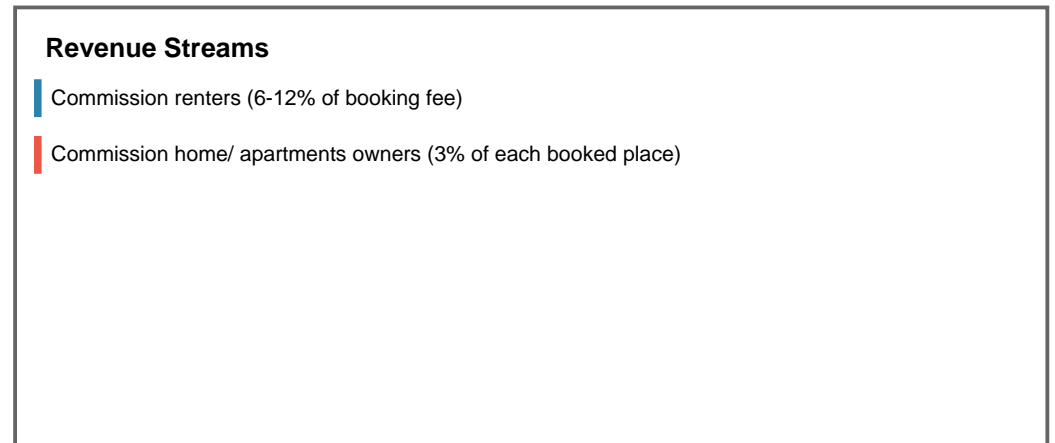 Revenue Streams
Commission renters (6-12% of booking fee)
Commission home/ apartments owners (3% of each booked place)